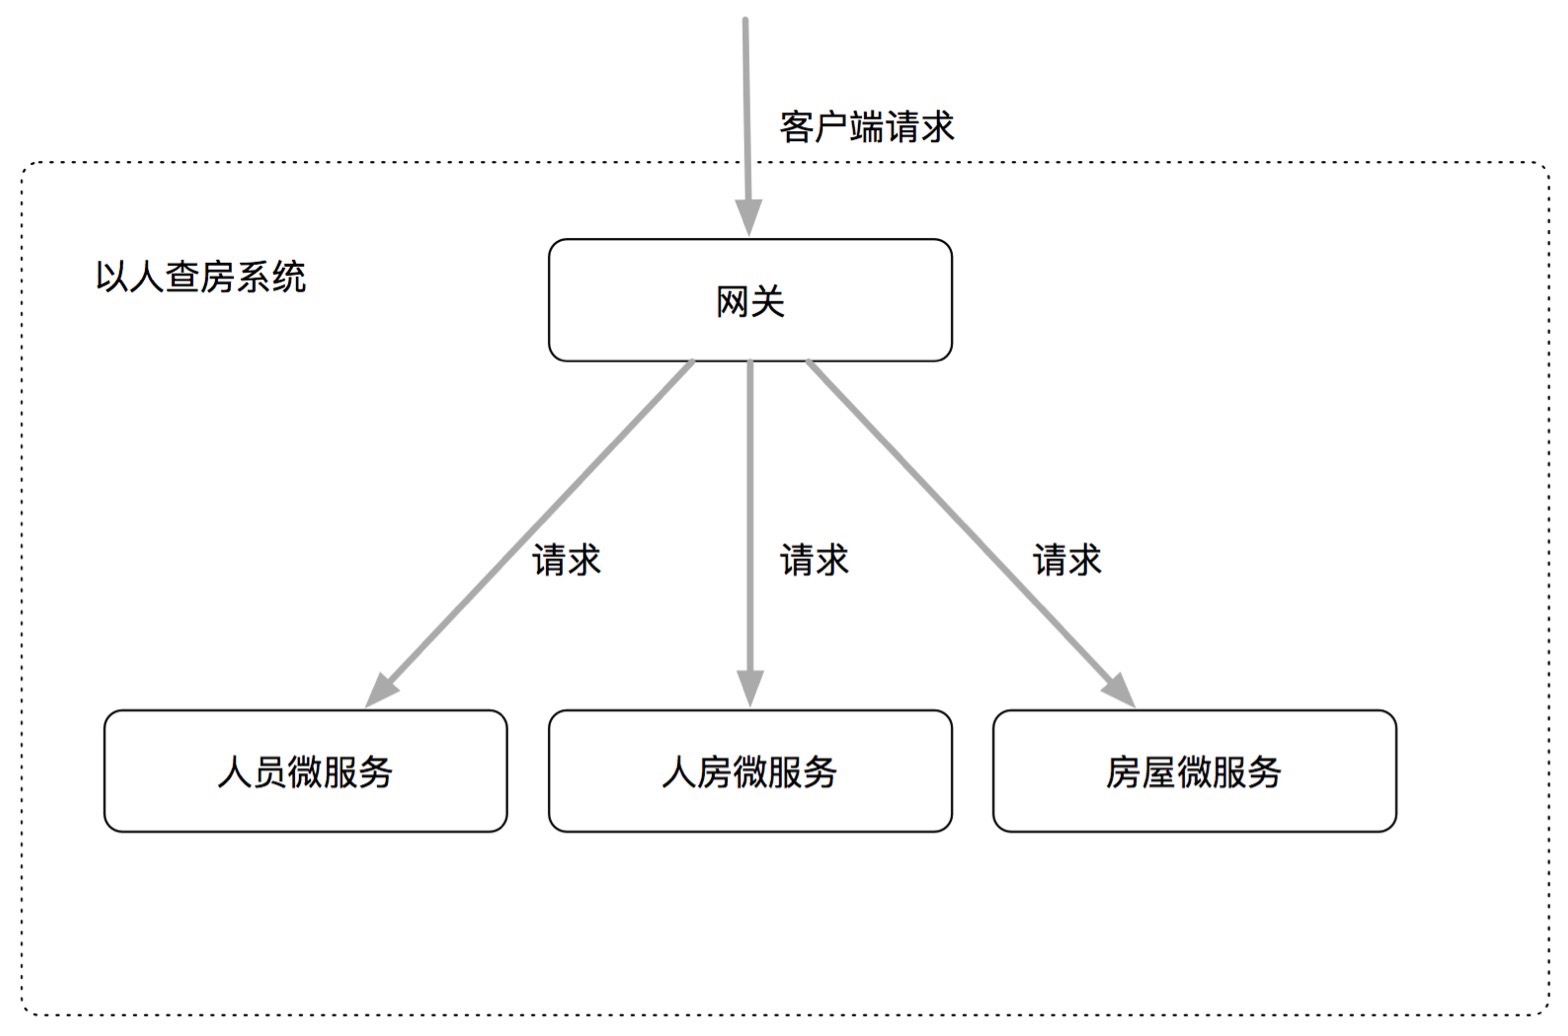 客户端请求
以人查房系统
网关
请求
请求
请求
人员微服务
人房微服务
房屋微服务